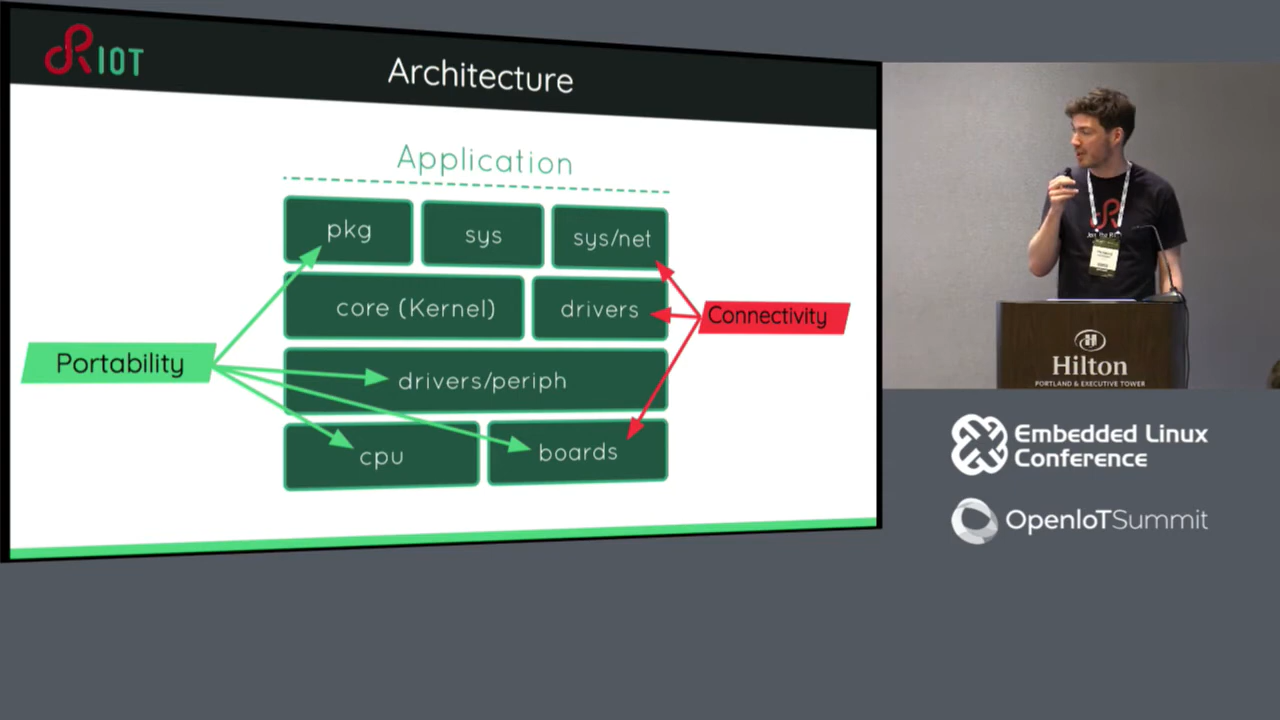 RIOT
Architecture
Application
pkg
sys
sys/net
core (Kernel)
drivers
Connectivity
Portability
drivers/periph
cpu
boards
Hilton
PORTLAND & EXECUTIVE TOWER
Embedded Linux
Conference
OpenIoTSummit